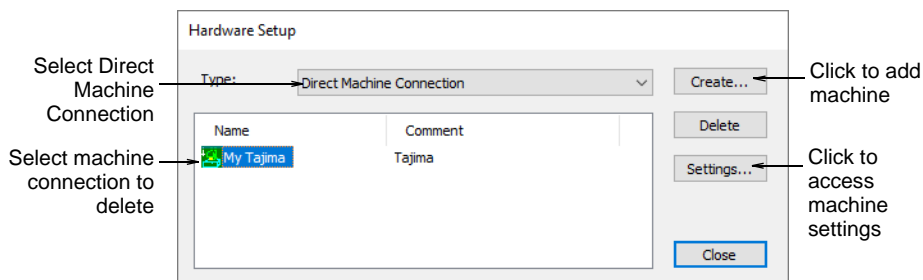 Hardware Setup
Select Direct
Machine
Connection
Type:
Direct Machine Connection
Create...
Click to add
machine
Name
Comment
Delete
Select machine
connection to
delete
My Tajima
Tajima
Settings...
Click to
access
machine
settings
Close